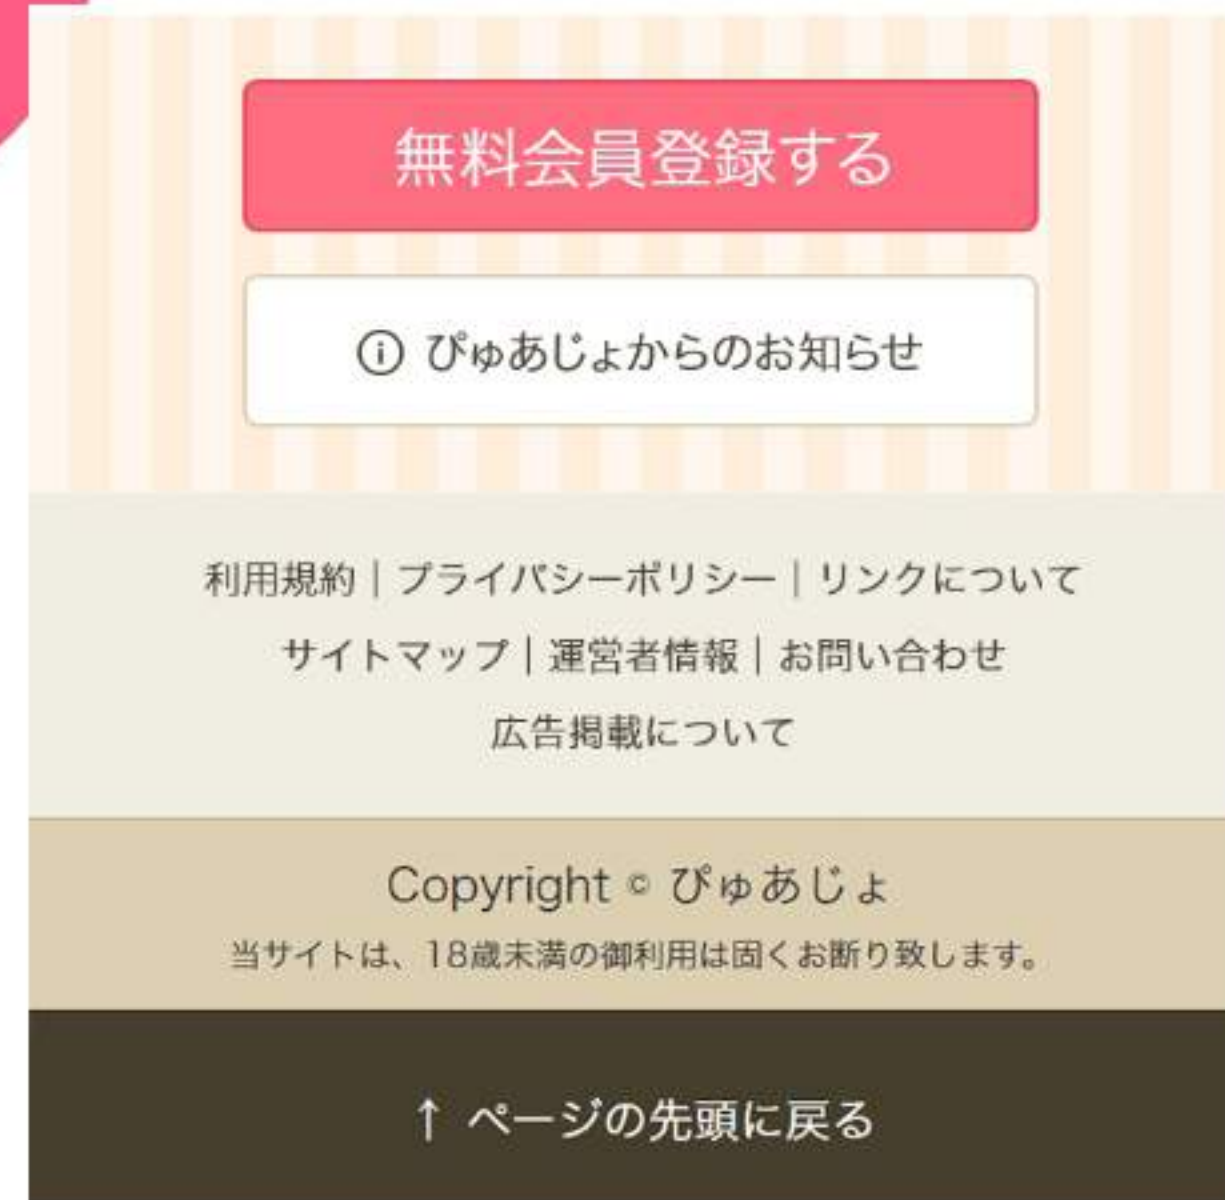 無料会員登録する
ⓘ ぴゅあじょからのお知らせ
利用規約｜プライバシーポリシー｜リンクについて
サイトマップ｜運営者情報｜お問い合わせ
広告掲載について
Copyright © ぴゅあじょ
当サイトは、18歳未満の御利用は固くお断り致します。
↑ ページの先頭に戻る